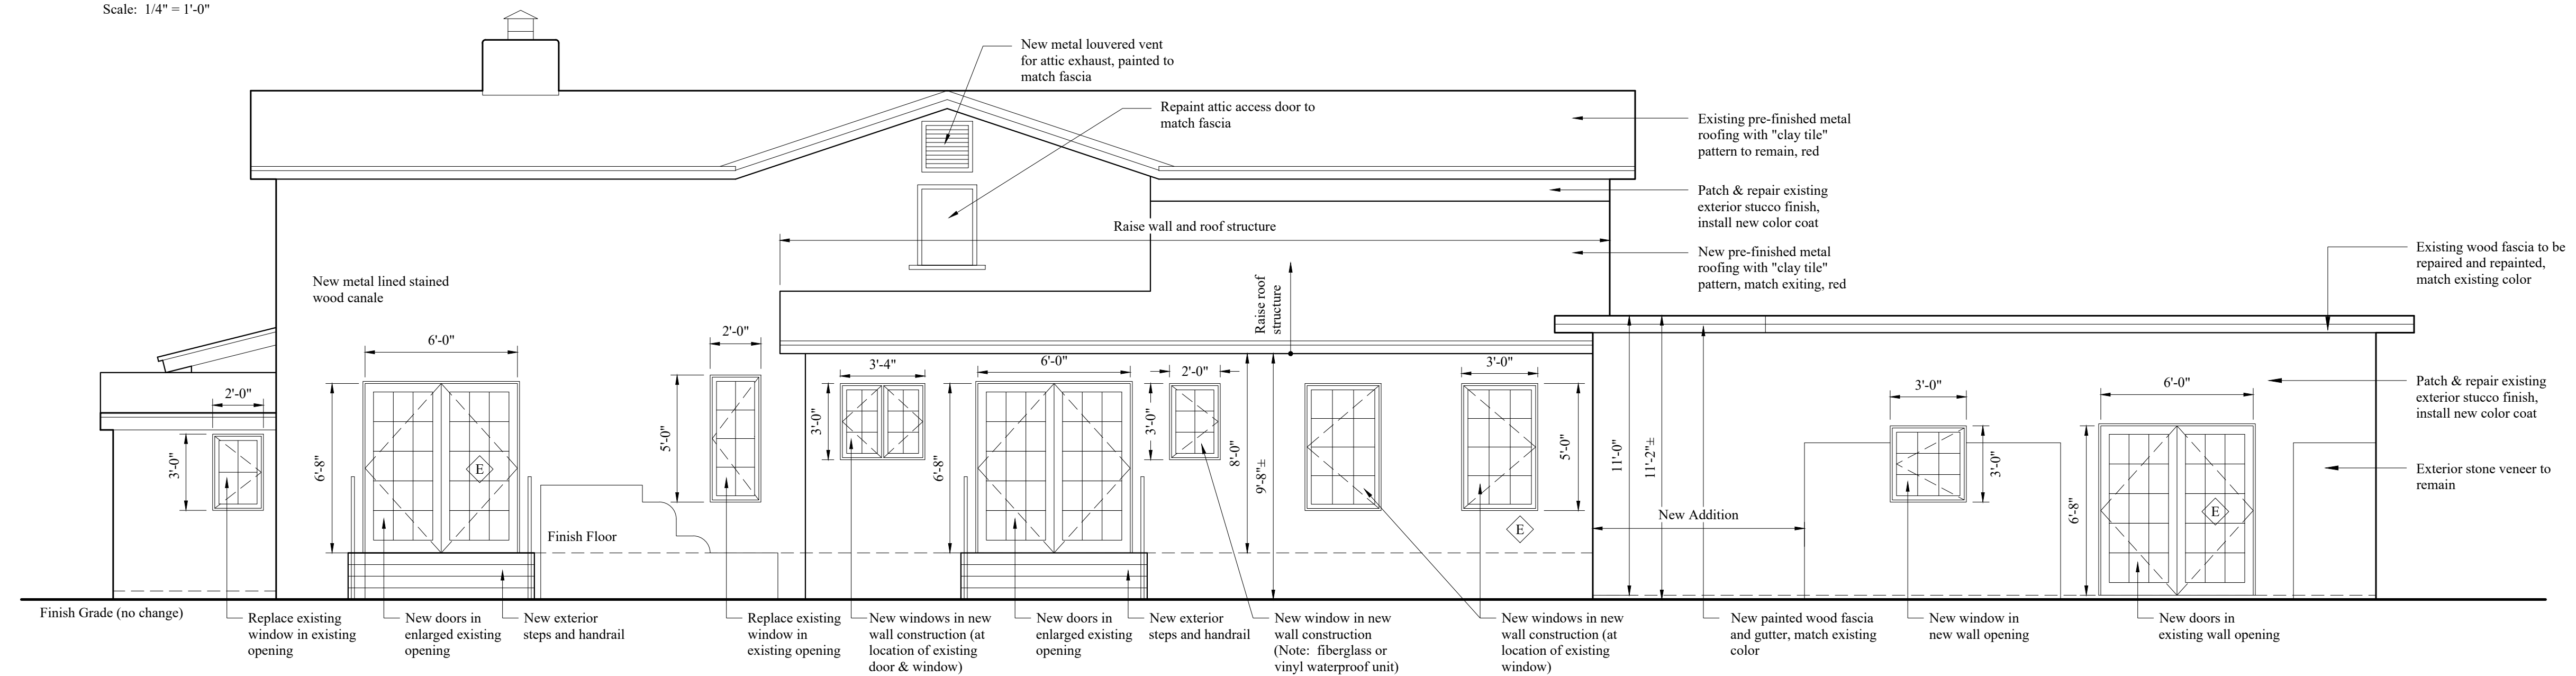 Scale:  1/4" = 1'-0"
New metal louvered vent
for attic exhaust, painted to
match fascia
Repaint attic access door to
match fascia
Existing pre-finished metal
roofing with "clay tile"
pattern to remain, red
Patch & repair existing
exterior stucco finish,
install new color coat
Raise wall and roof structure
New pre-finished metal
roofing with "clay tile"
pattern, match exiting, red
Existing wood fascia to be
repaired and repainted,
match existing color
New metal lined stained
wood canale
Raise roof
structure
2'-0"
3'-0"
6'-0"
6'-8"
E
2'-0"
5'-0"
3'-4"
3'-0"
6'-0"
6'-8"
2'-0"
3'-0"
8'-0"
9'-8"±
3'-0"
5'-0"
E
11'-0"
11'-2"±
3'-0"
3'-0"
6'-0"
6'-8"
E
Patch & repair existing
exterior stucco finish,
install new color coat
Exterior stone veneer to
remain
New Addition
Finish Floor
Finish Grade (no change)
Replace existing
window in existing
opening
New doors in
enlarged existing
opening
New exterior
steps and handrail
Replace existing
window in
existing opening
New windows in new
wall construction (at
location of existing
door & window)
New doors in
enlarged existing
opening
New exterior
steps and handrail
New window in new
wall construction
(Note:  fiberglass or
vinyl waterproof unit)
New windows in new
wall construction (at
location of existing
window)
New painted wood fascia
and gutter, match existing
color
New window in
new wall opening
New doors in
existing wall opening